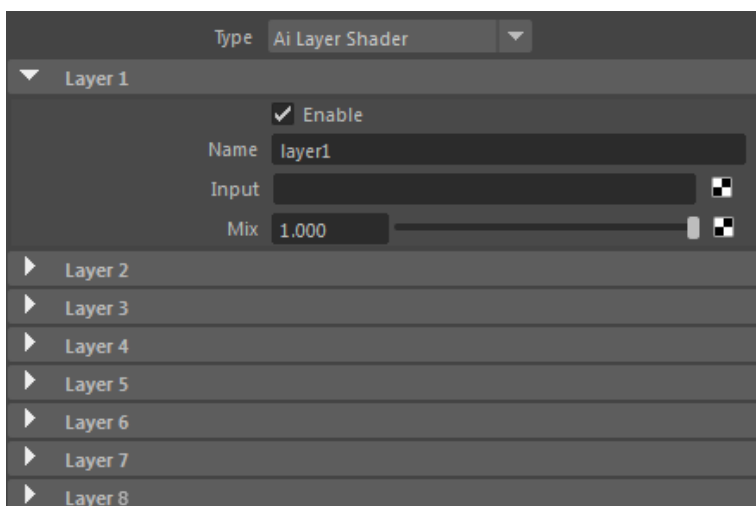 Type Ai Layer Shader
Layer 1
Enable
Name layer1
Input
Mix 1.000
Layer 2
Layer 3
Layer 4
Layer 5
Layer 6
Layer 7
Layer 8